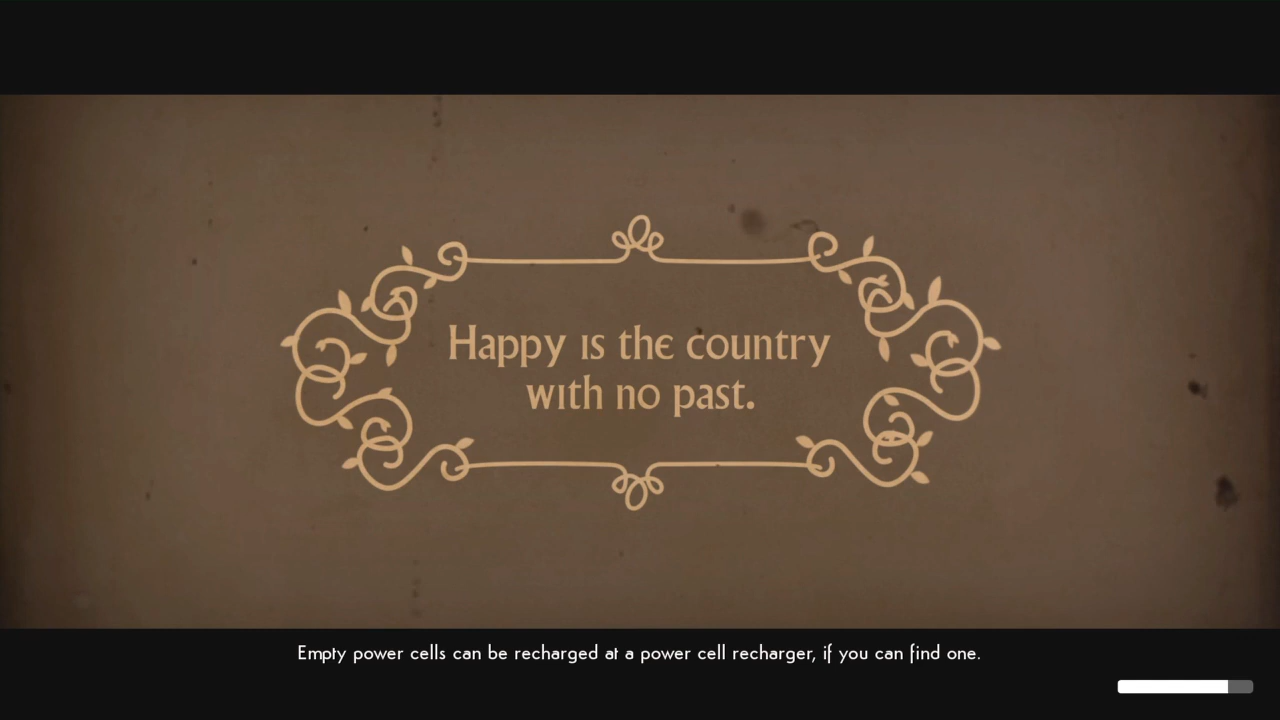 Happy is the country
with no past.
Empty power cells can be recharged at a power cell recharger, if you can find one.